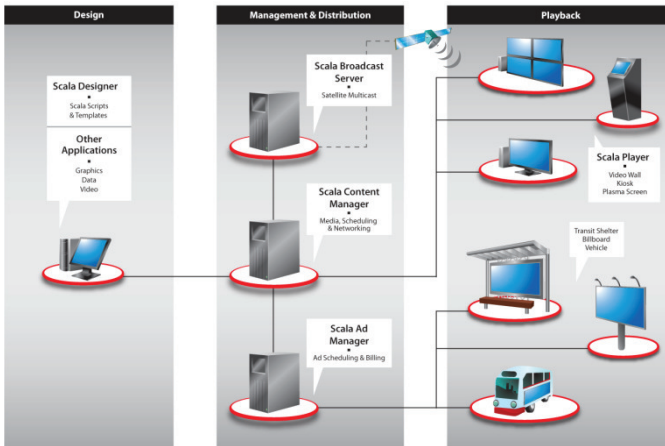 Design
Management & Distribution
Playback
Scala Designer
Scala Scripts
& Templates
Other
Applications
Graphics
Data
Video
Scala Broadcast
Server
Satellite Multicast
Scala Content
Manager
Media, Scheduling
& Networking
Scala Ad
Manager
Ad Scheduling & Billing
Scala Player
Video Wall
Kiosk
Plasma Screen
Transit Shelter
Billboard
Vehicle